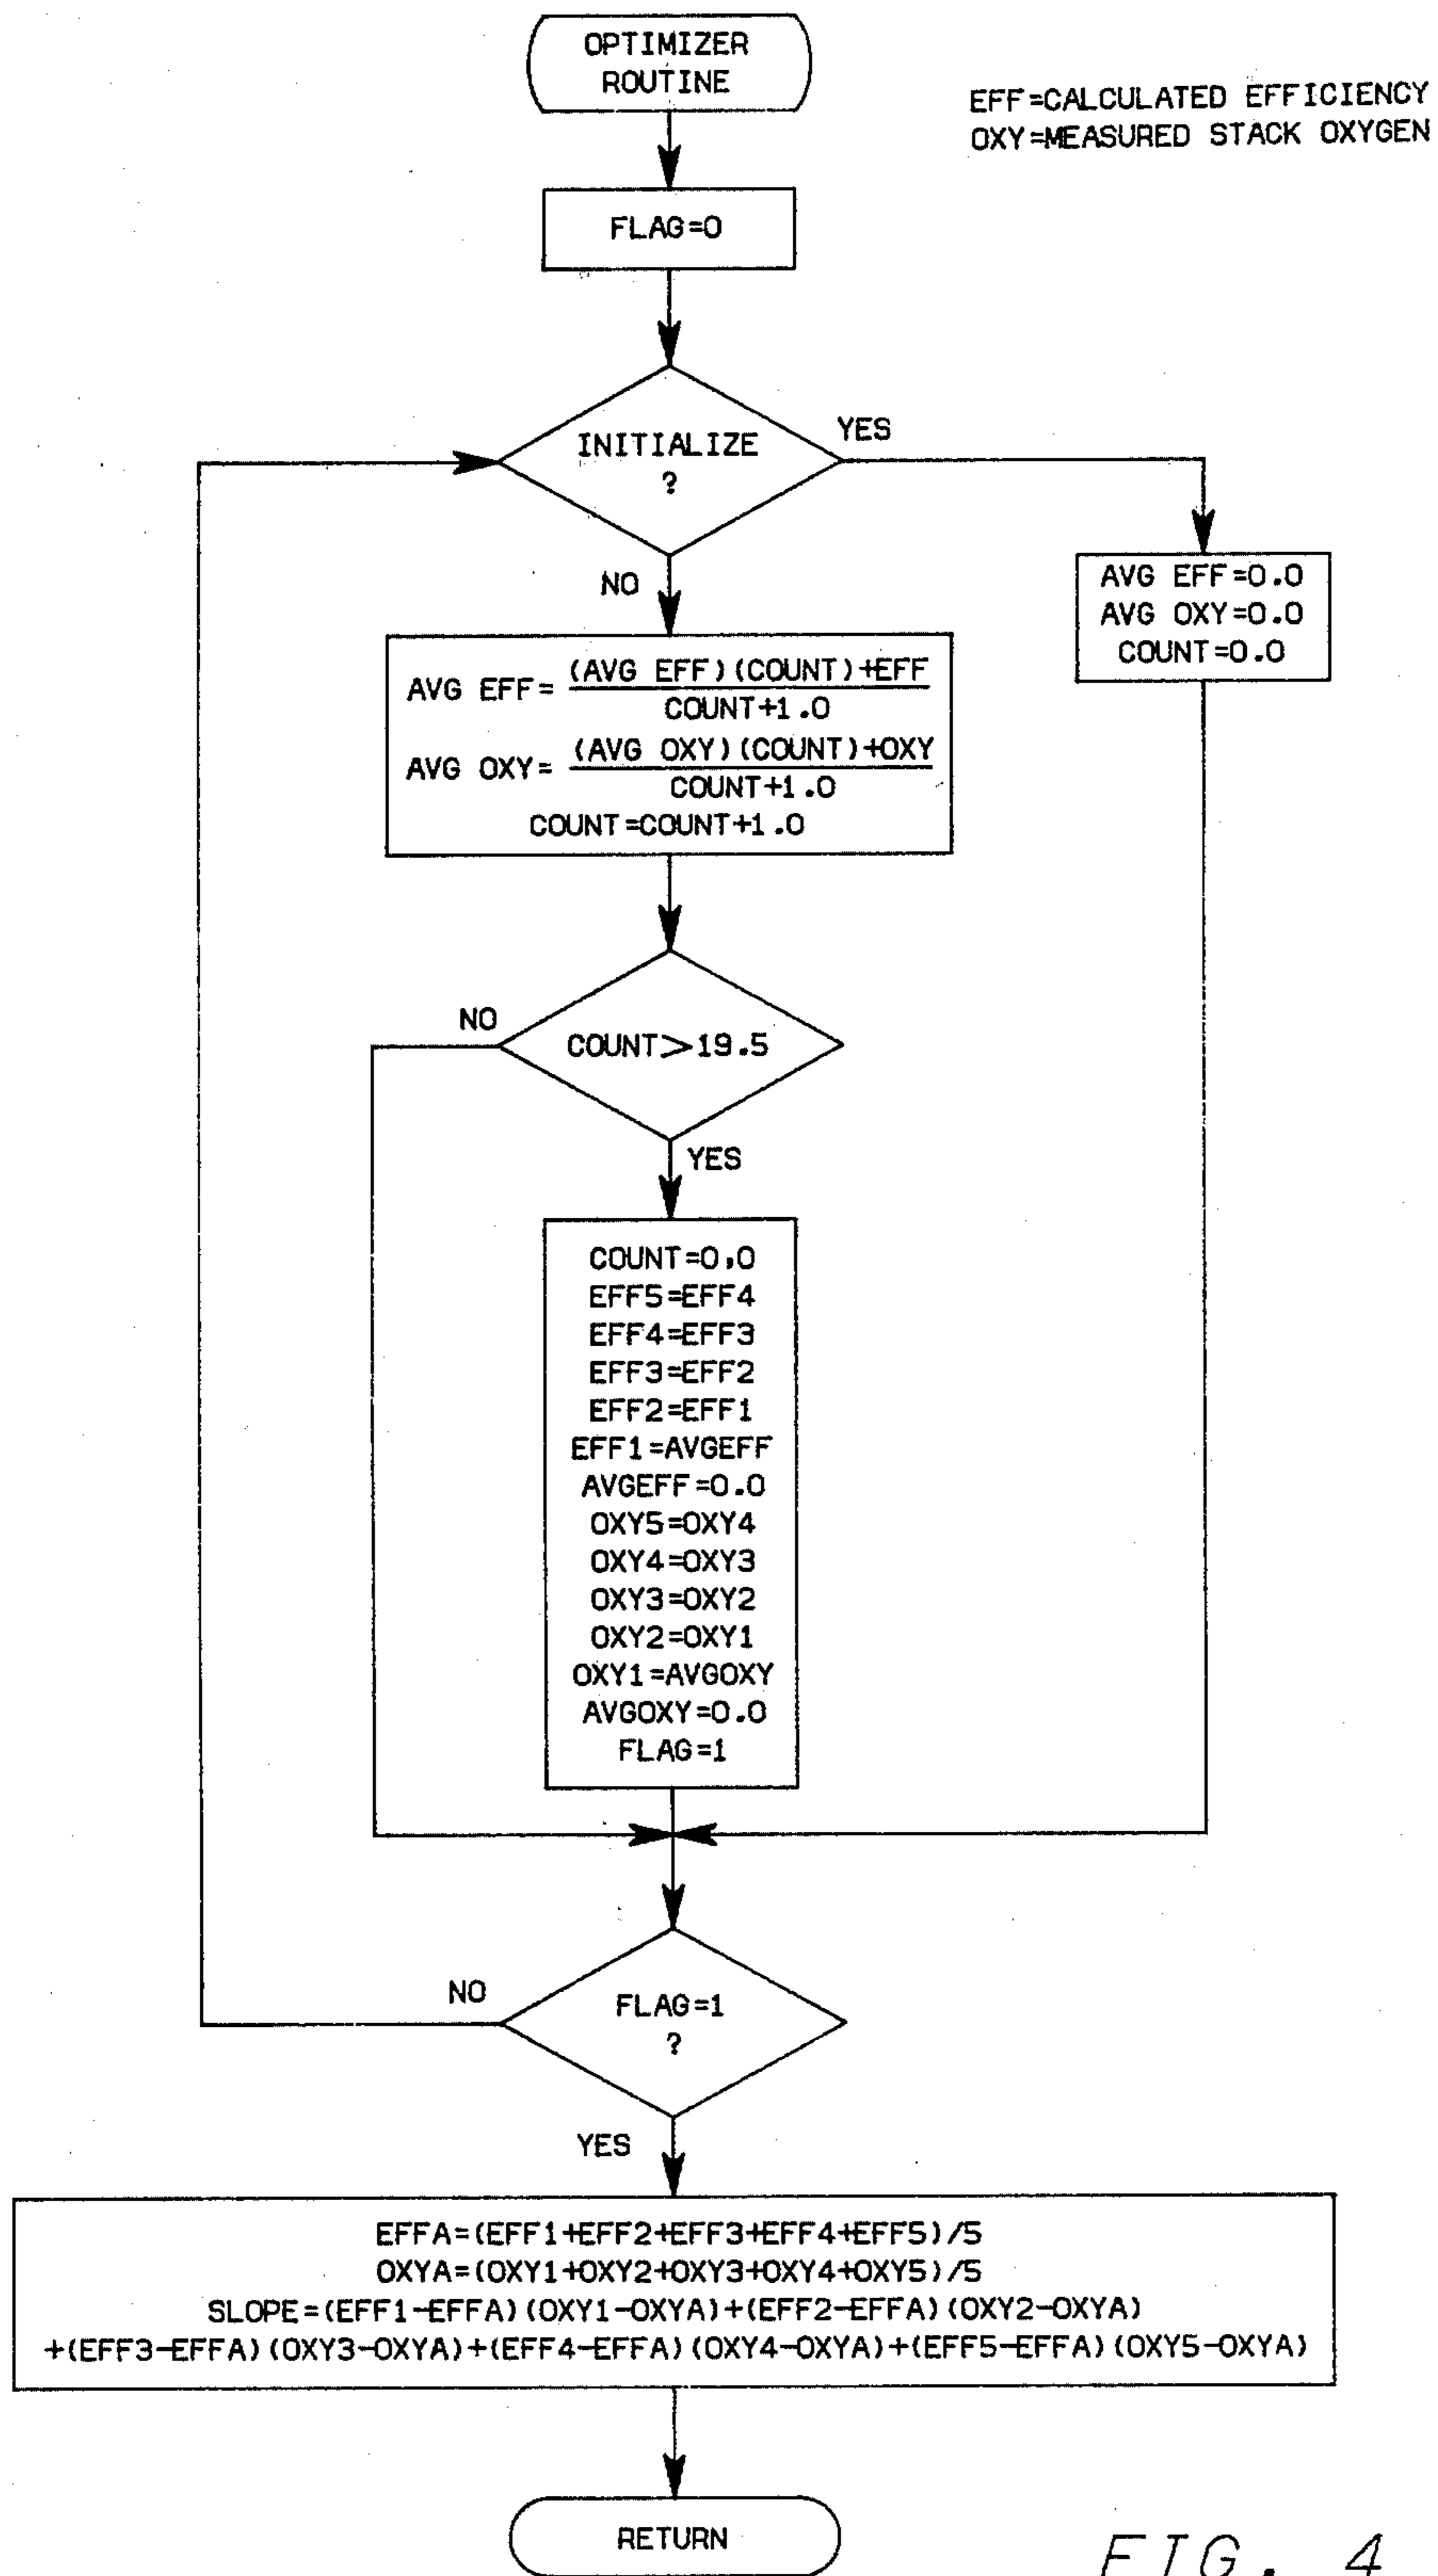 OPTIMIZER
ROUTINE
EFF=CALCULATED EFFICIENCY
OXY=MEASURED STACK OXYGEN
FLAG=0
INITIALIZE
?
YES
NO
AVG EFF=0.0
AVG OXY=0.0
COUNT=0.0
AVG EFF= (AVG EFF)(COUNT)+EFF
COUNT+1.0
AVG OXY= (AVG OXY)(COUNT)+OXY
COUNT+1.0
COUNT=COUNT+1.0
NO
COUNT>19.5
YES
COUNT=0,0
EFF5=EFF4
EFF4=EFF3
EFF3=EFF2
EFF2=EFF1
EFF1=AVGEFF
AVGEFF=0.0
OXY5=OXY4
OXY4=OXY3
OXY3=OXY2
OXY2=OXY1
OXY1=AVGOXY
AVGOXY=0.0
FLAG=1
NO
FLAG=1
?
YES
EFFA=(EFF1+EFF2+EFF3+EFF4+EFF5)/5
OXYA=(OXY1+OXY2+OXY3+OXY4+OXY5)/5
SLOPE=(EFF1-EFFA)(OXY1-OXYA)+(EFF2-EFFA)(OXY2-OXYA)
+(EFF3-EFFA)(OXY3-OXYA)+(EFF4-EFFA)(OXY4-OXYA)+(EFF5-EFFA)(OXY5-OXYA)
RETURN
FIG. 4